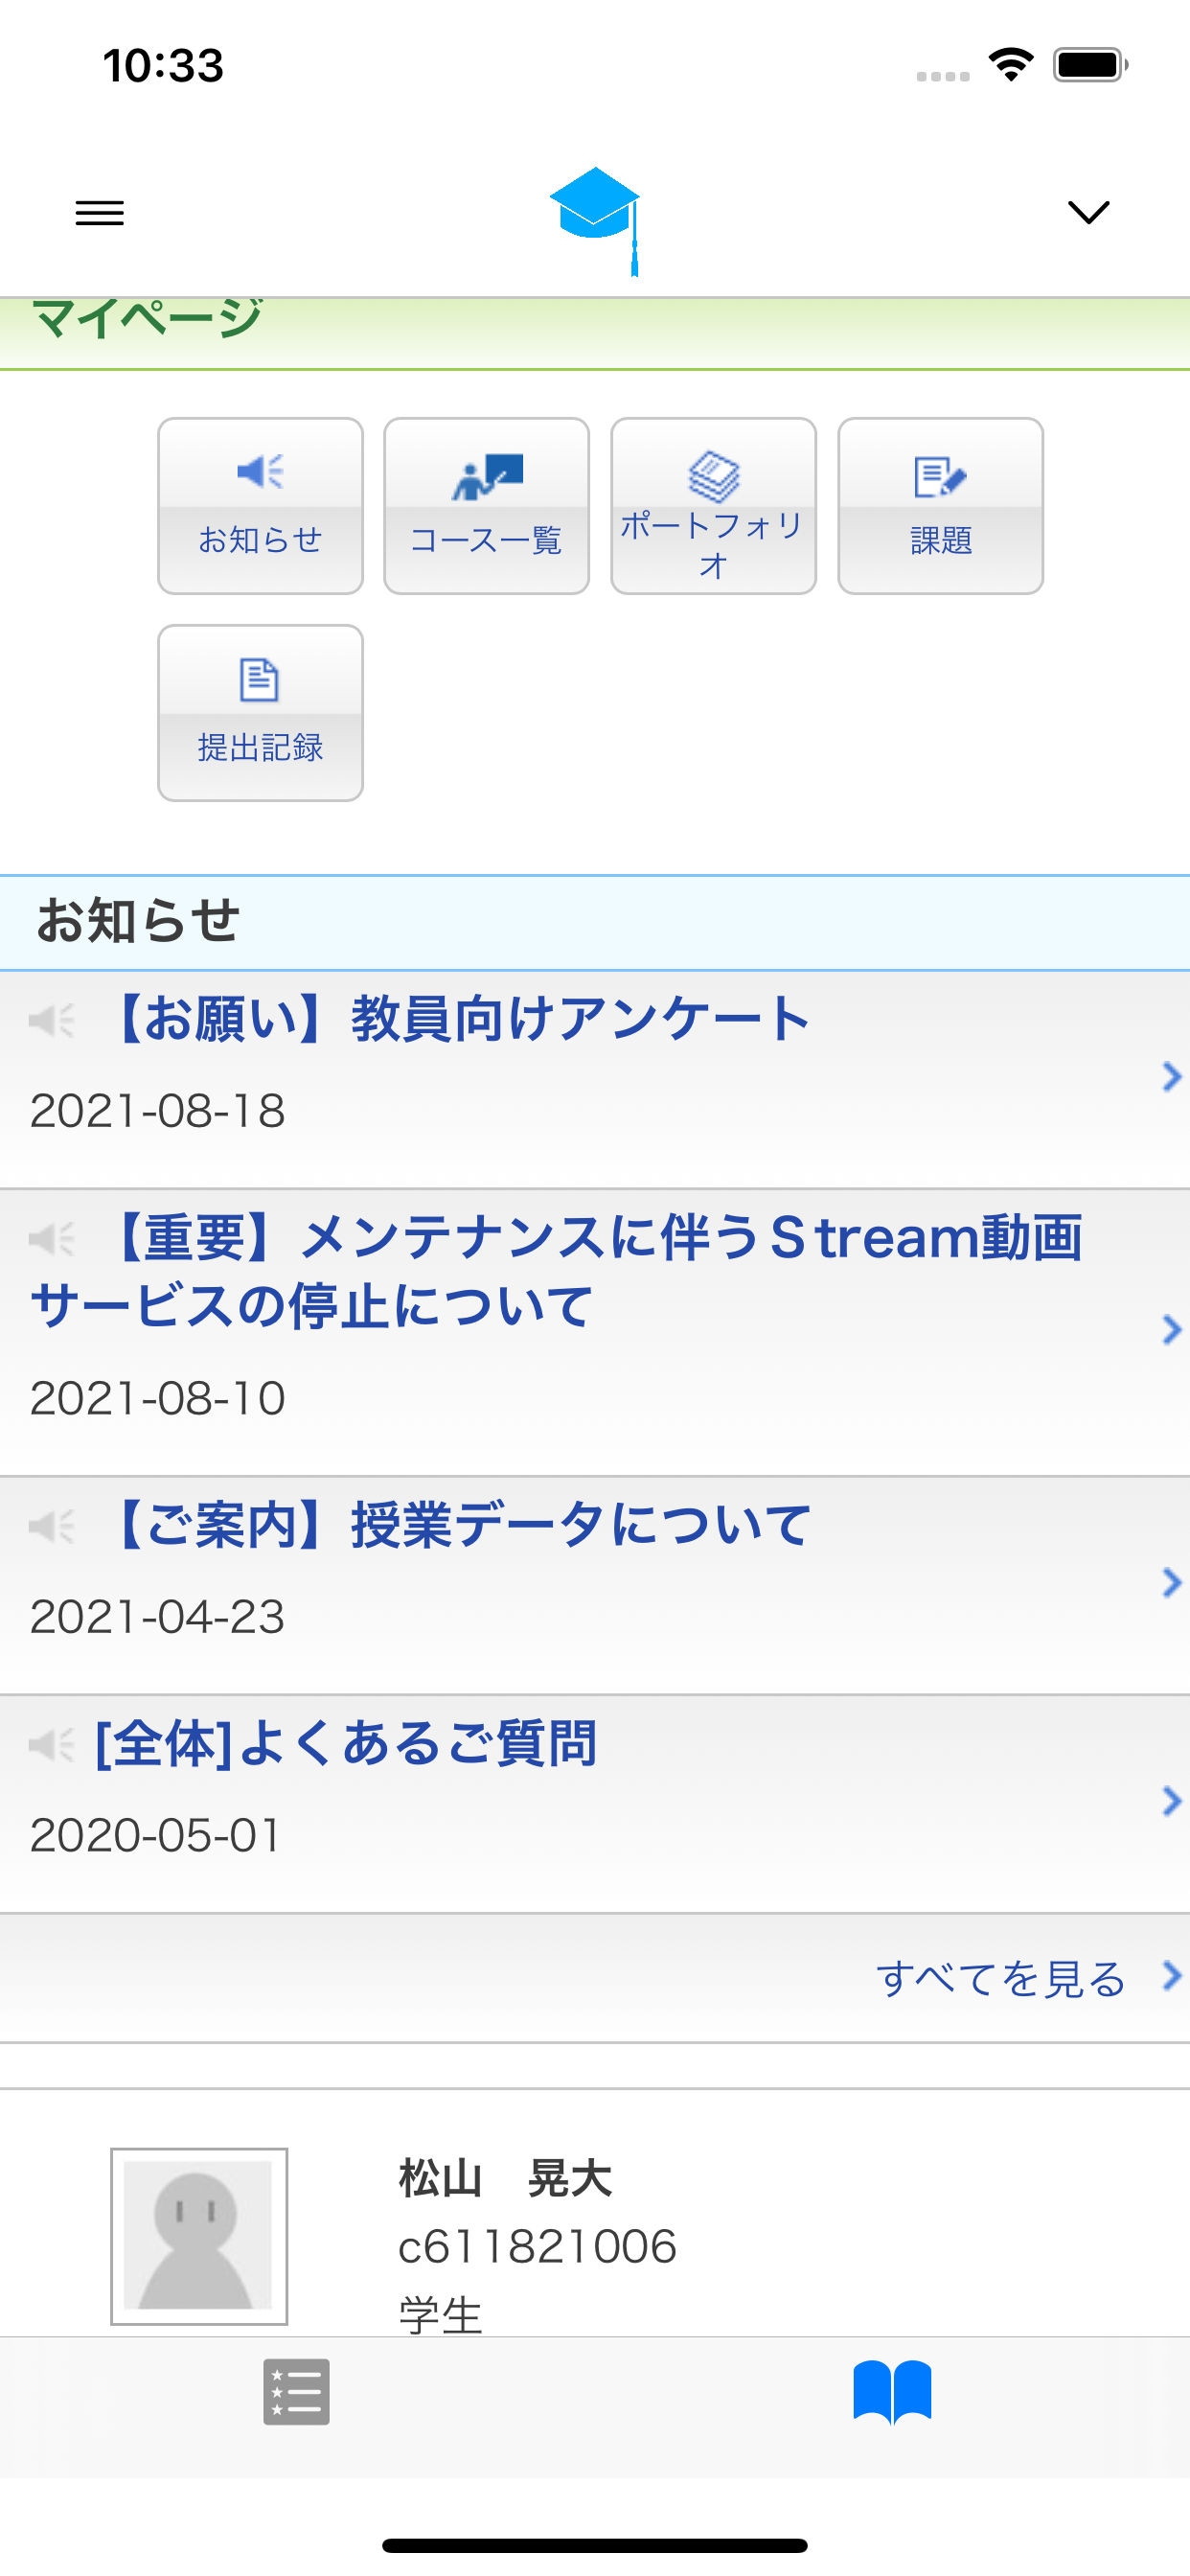 10:33
マイページ
お知らせ
コース一覧
ポートフォリ
オ
課題
提出記録
お知らせ
【お願い】教員向けアンケート
2021-08-18
【重要】メンテナンスに伴うＳtream動画
サービスの停止について
2021-08-10
【ご案内】授業データについて
2021-04-23
[全体]よくあるご質問
2020-05-01
すべてを見る
松山　晃大
c611821006
学生